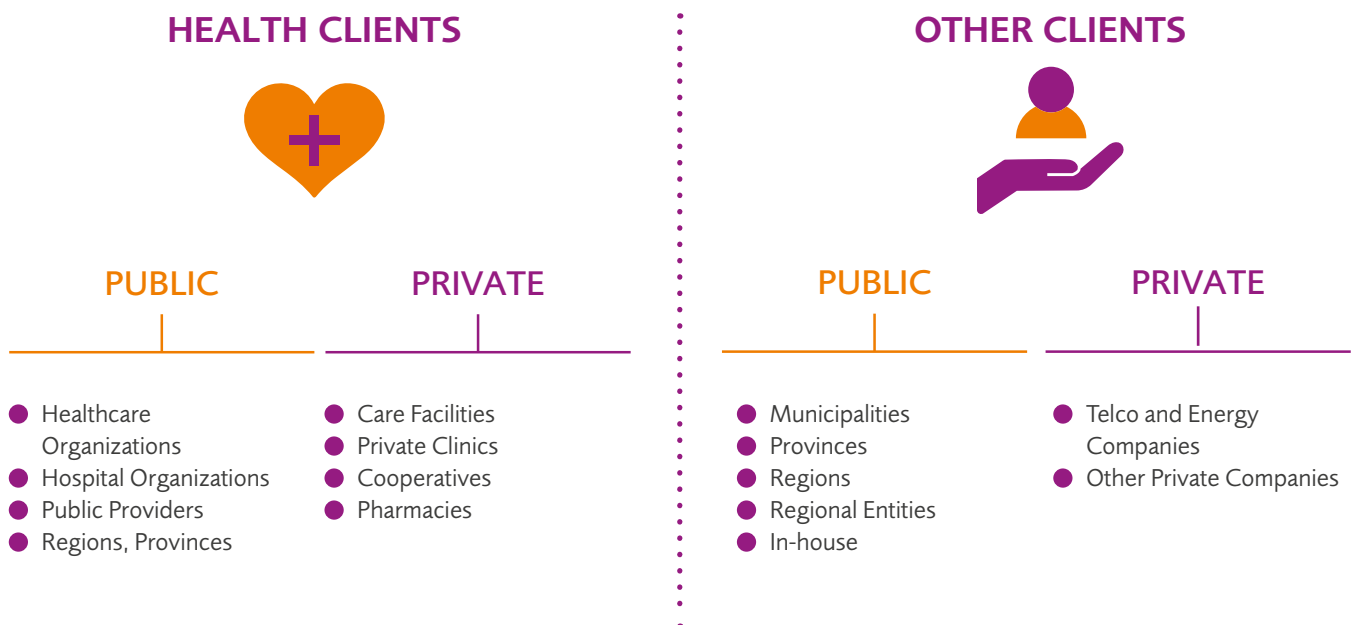 HEALTH CLIENTS
PUBLIC
Healthcare
Organizations
Hospital Organizations
Public Providers
Regions, Provinces
PRIVATE
Care Facilities
Private Clinics
Cooperatives
Pharmacies
OTHER CLIENTS
PUBLIC
Municipalities
Provinces
Regions
Regional Entities
In-house
PRIVATE
Telco and Energy
Companies
Other Private Companies